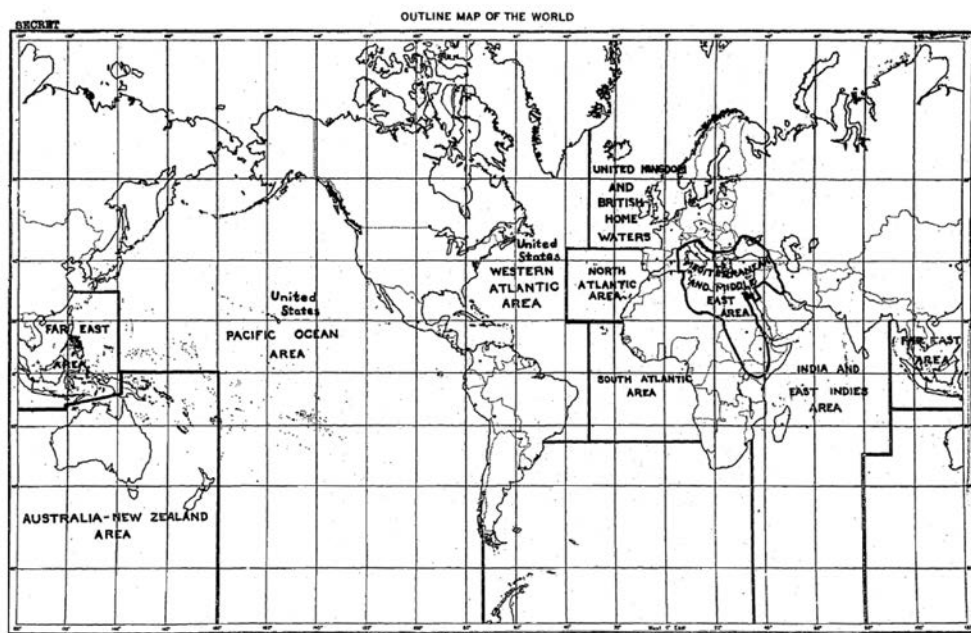 OUTLINE MAP OF THE WORLD
SECRET
UNITED KINGDOM
AND
BRITISH
HOME
WATERS
United
States
WESTERN
ATLANTIC
AREA
NORTH
ATLANTIC
AREA
MEDITERRANEAN
AND MIDDLE
EAST
AREA
United
States
PACIFIC OCEAN
AREA
FAR EAST
AREA
FAR EAST
AREA
SOUTH ATLANTIC
AREA
INDIA AND
EAST INDIES
AREA
AUSTRALIA-NEW ZEALAND
AREA